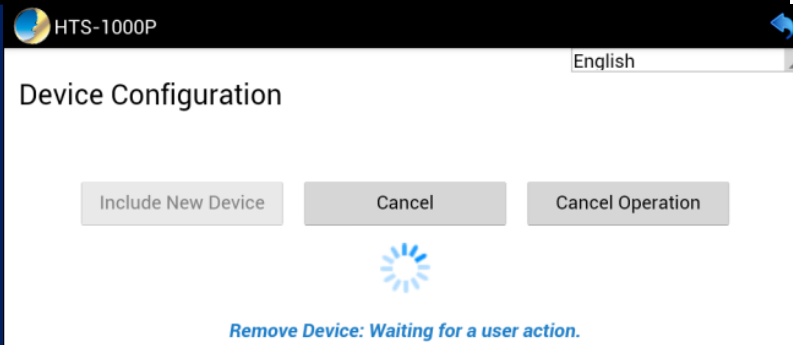 HTS-1000P
English
Device Configuration
Include New Device Cancel Cancel Operation
Remove Device: Waiting for a user action.